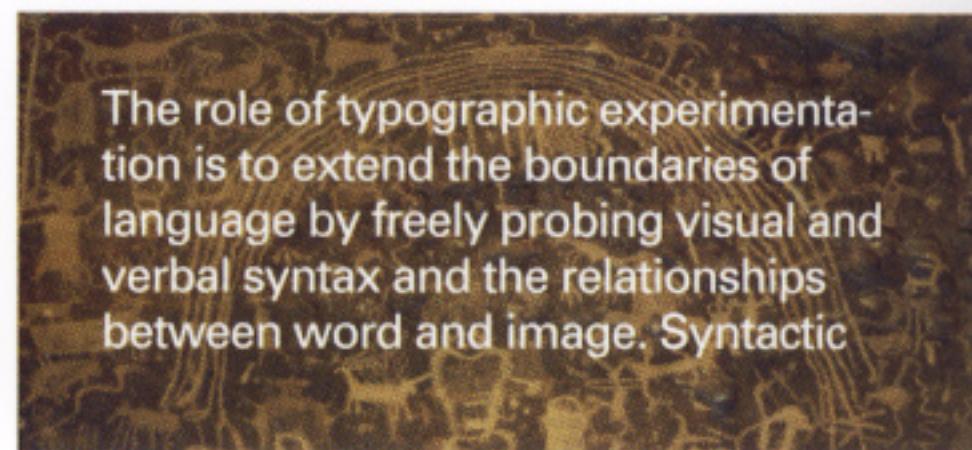 The role of typographic experimenta-
tion is to extend the boundaries of
language by freely probing visual and
verbal syntax and the relationships
between word and image. Syntactic